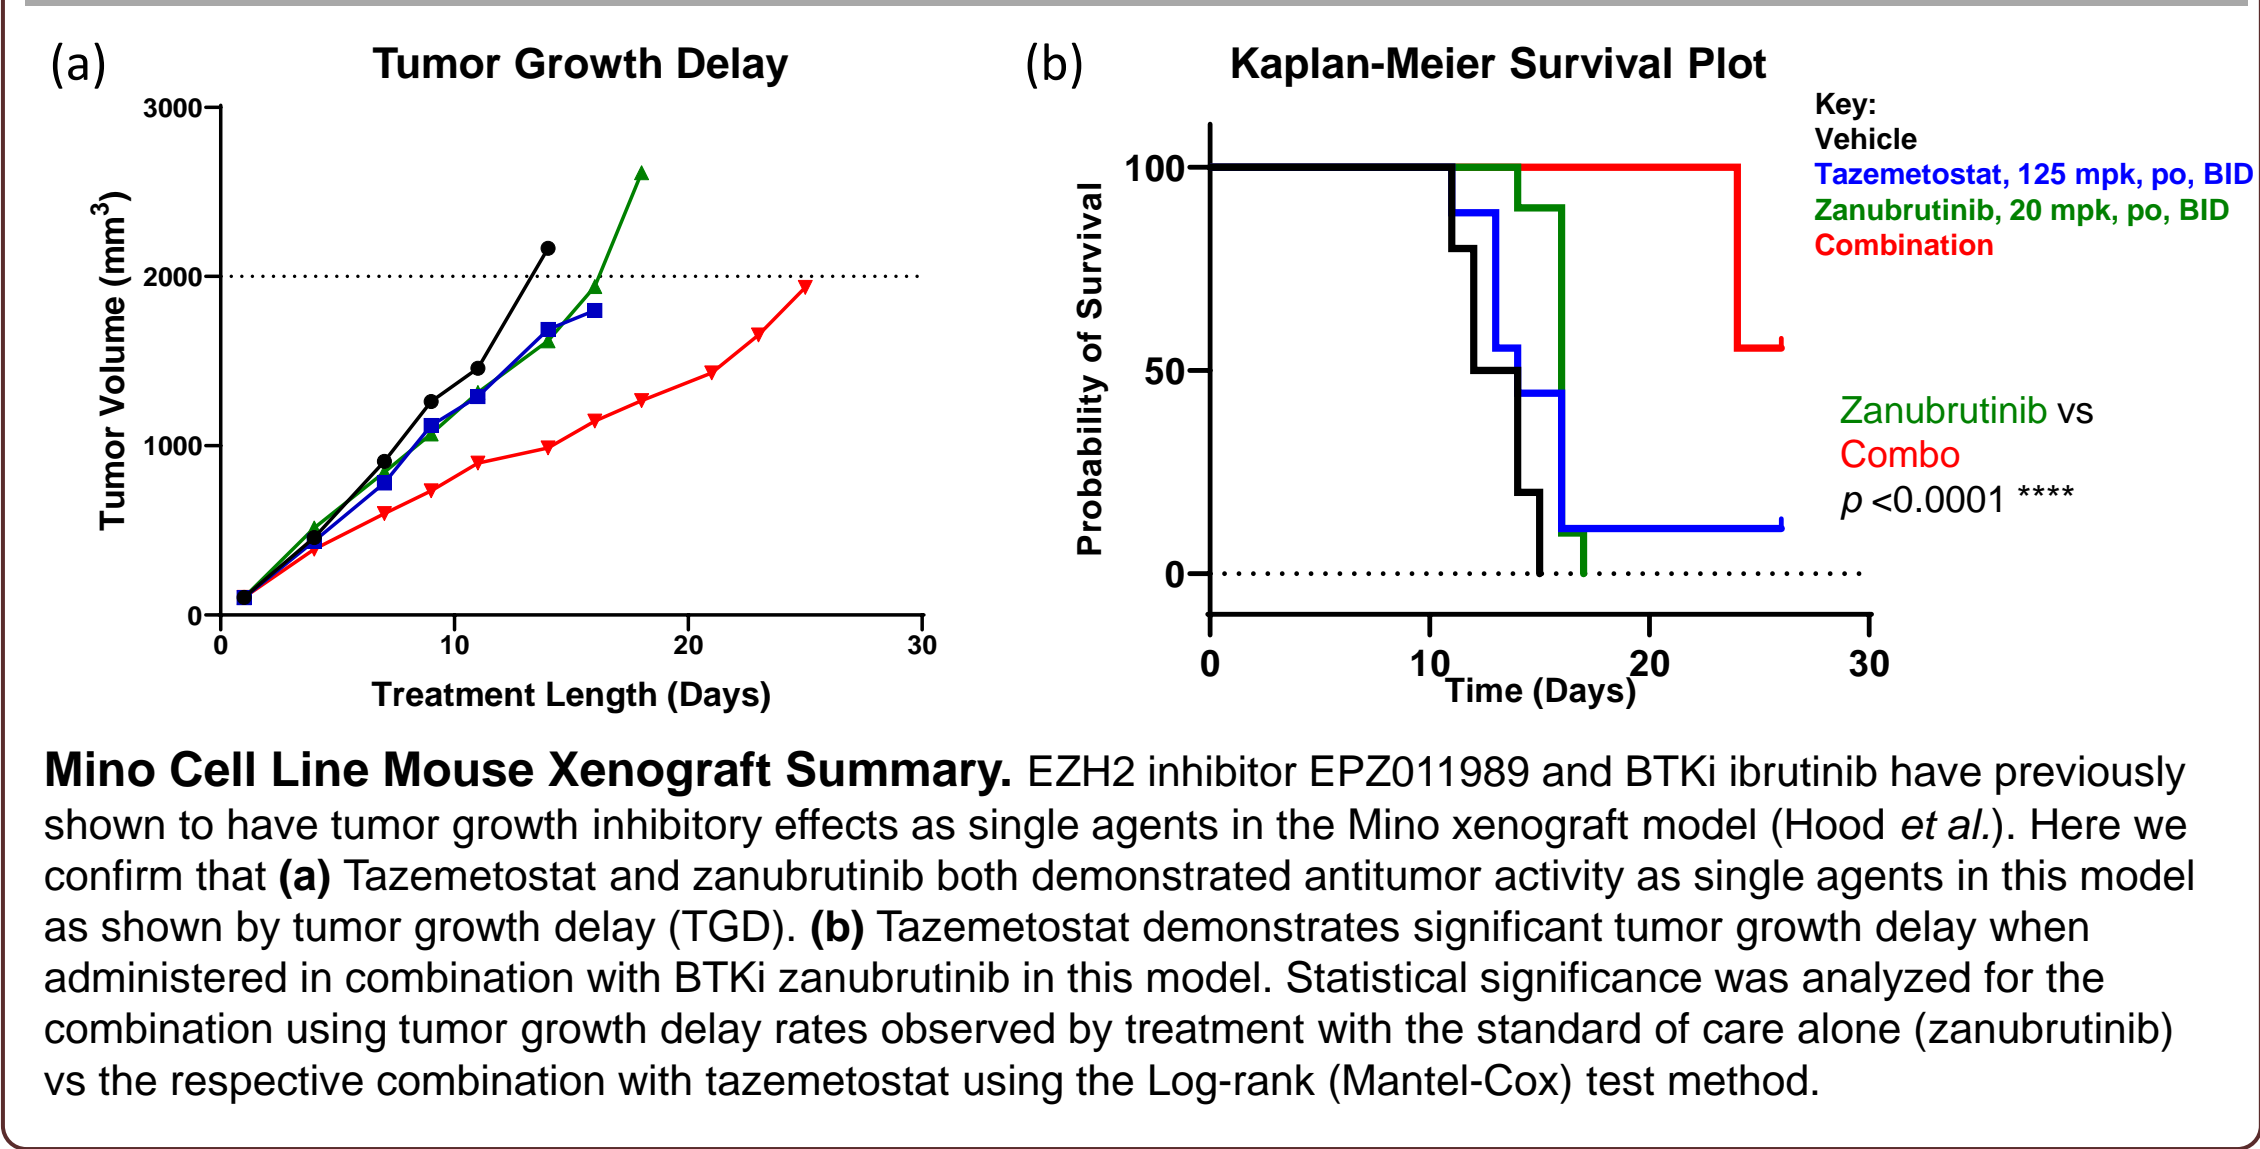 (a)
Tumor Growth Delay
3000
2000
1000
0
0
10
20
30
Tumor Volume (mm³)
Treatment Length (Days)
(b)
Kaplan-Meier Survival Plot
100
50
0
0
10
20
30
Probability of Survival
Time (Days)
Key:
Vehicle
Tazemetostat, 125 mpk, po, BID
Zanubrutinib, 20 mpk, po, BID
Combination
Zanubrutinib vs
Combo
p <0.0001 ****
Mino Cell Line Mouse Xenograft Summary. EZH2 inhibitor EPZ011989 and BTKi ibrutinib have previously
shown to have tumor growth inhibitory effects as single agents in the Mino xenograft model (Hood et al.). Here we
confirm that (a) Tazemetostat and zanubrutinib both demonstrated antitumor activity as single agents in this model
as shown by tumor growth delay (TGD). (b) Tazemetostat demonstrates significant tumor growth delay when
administered in combination with BTKi zanubrutinib in this model. Statistical significance was analyzed for the
combination using tumor growth delay rates observed by treatment with the standard of care alone (zanubrutinib)
vs the respective combination with tazemetostat using the Log-rank (Mantel-Cox) test method.